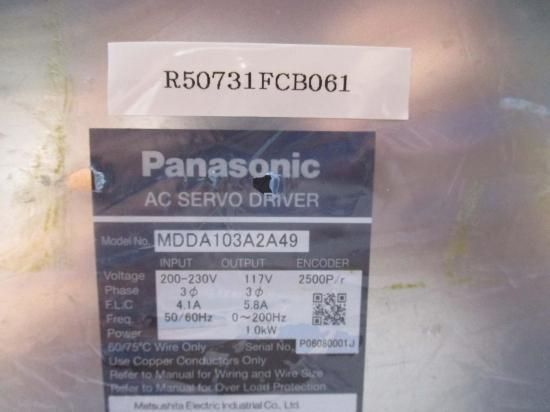 R50731FCB061
Panasonic
AC SERVO DRIVER
Model No. MDDA103A2A49
INPUT OUTPUT ENCODER
Voltage 200-230V 117V 2500P/r
Phase 3ø 3ø
F.L.C 4.1A 5.8A
Freq. 50/60Hz 0~200Hz
Power 1.0kW
60/75°C Wire Only Serial No. P06080001J
Use Copper Conductors Only
Refer to Manual for Wiring and Wire Size
Refer to Manual for Over Load Protection
Matsushita Electric Industrial Co., Ltd.